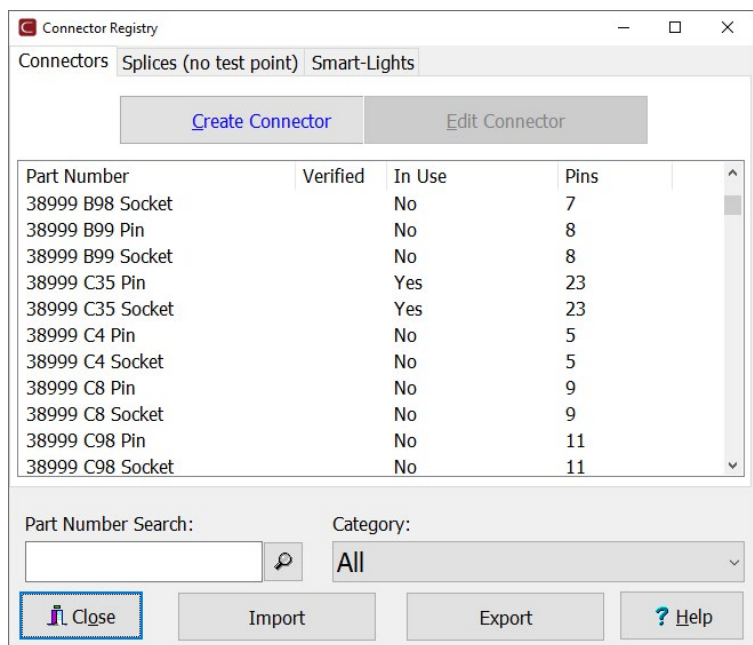 Connector Registry
Connectors Splices (no test point) Smart-Lights
Create Connector Edit Connector
Part Number Verified In Use Pins
38999 B98 Socket No 7
38999 B99 Pin No 8
38999 B99 Socket No 8
38999 C35 Pin Yes 23
38999 C35 Socket Yes 23
38999 C4 Pin No 5
38999 C4 Socket No 5
38999 C8 Pin No 9
38999 C8 Socket No 9
38999 C98 Pin No 11
38999 C98 Socket No 11
Part Number Search: Category:
All
Close Import Export ? Help